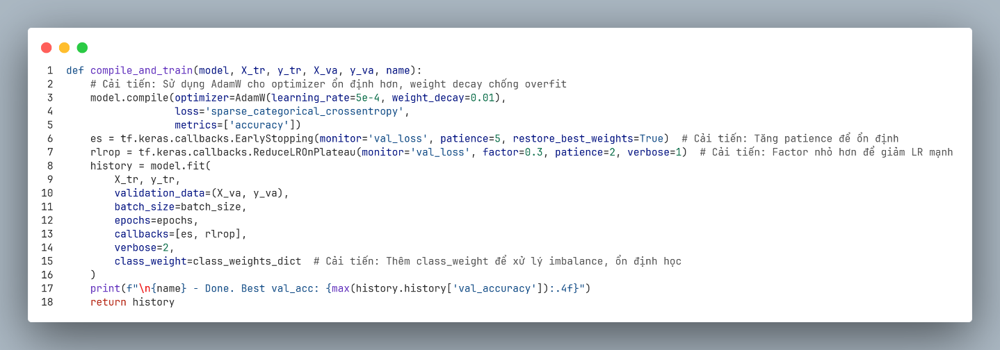 1 def compile_and_train(model, X_tr, y_tr, X_va, y_va, name):
2     # Cải tiến: Sử dụng AdamW cho optimizer ổn định hơn, weight decay chống overfit
3     model.compile(optimizer=AdamW(learning_rate=5e-4, weight_decay=0.01),
4                   loss='sparse_categorical_crossentropy',
5                   metrics=['accuracy'])
6     es = tf.keras.callbacks.EarlyStopping(monitor='val_loss', patience=5, restore_best_weights=True)  # Cải tiến: Tăng patience để ổn định
7     rlrop = tf.keras.callbacks.ReduceLROnPlateau(monitor='val_loss', factor=0.3, patience=2, verbose=1)  # Cải tiến: Factor nhỏ hơn để giảm LR mạnh
8     history = model.fit(
9         X_tr, y_tr,
10         validation_data=(X_va, y_va),
11         batch_size=batch_size,
12         epochs=epochs,
13         callbacks=[es, rlrop],
14         verbose=2,
15         class_weight=class_weights_dict  # Cải tiến: Thêm class_weight để xử lý imbalance, ổn định học
16     )
17     print(f"\n{name} - Done. Best val_acc: {max(history.history['val_accuracy']):.4f}")
18     return history